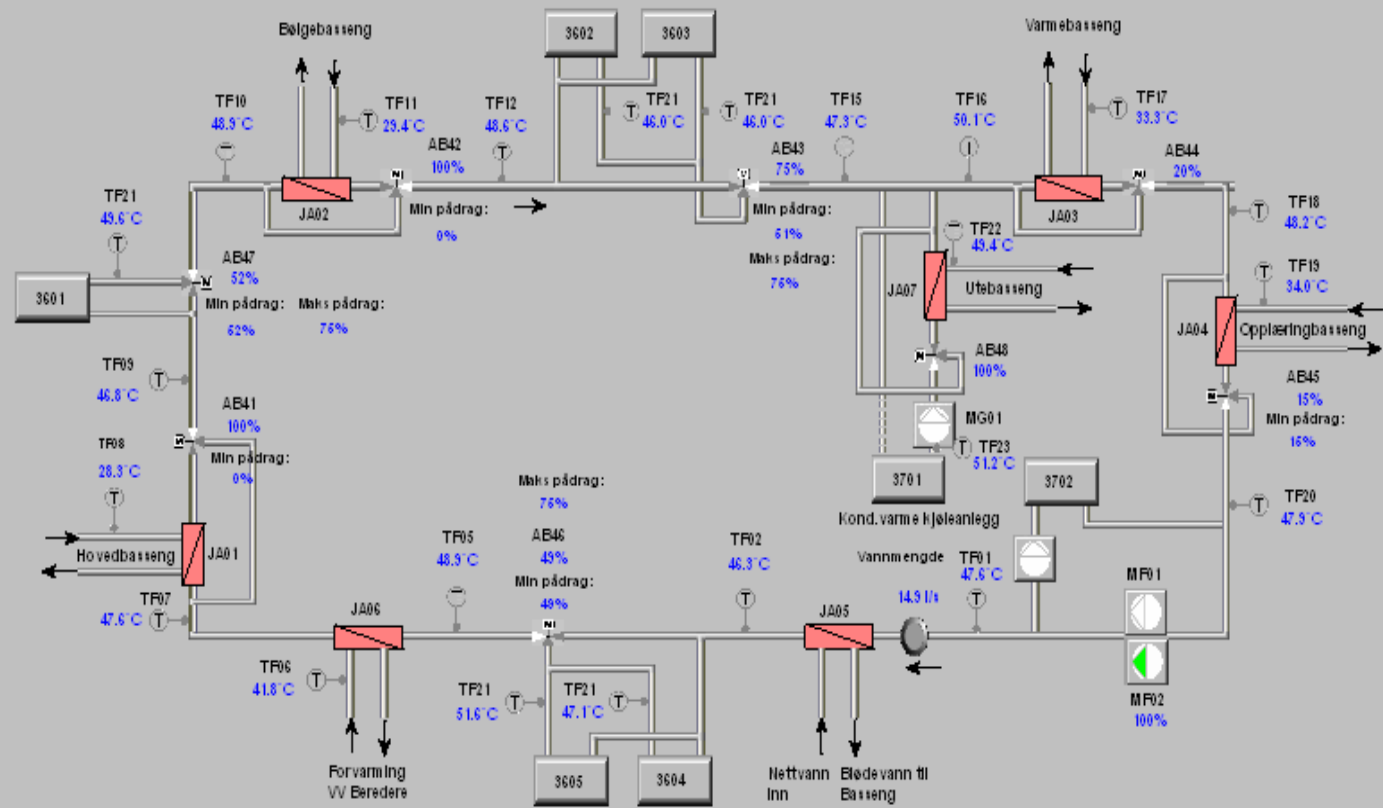 Bølgebasseng
3602
3603
Varmebasseng
TF10
48.9°C
TF11
29.4°C
TF12
48.6°C
TF21
46.0°C
TF21
46.0°C
TF15
47.3°C
TF16
50.1°C
TF17
33.3°C
AB42
100%
AB43
75%
AB44
20%
JA02
JA03
Min pådrag:
0%
Min pådrag:
51%
Maks pådrag:
75%
TF21
49.6°C
3601
AB47
52%
Min pådrag:
52%
Maks pådrag:
75%
TF18
48.2°C
TF19
34.0°C
TF22
49.4°C
JA07
Utebasseng
JA04
Opplæringbasseng
TF09
46.8°C
AB48
100%
AB45
15%
Min pådrag:
15%
AB41
100%
Min pådrag:
0%
TF08
28.3°C
MG01
TF23
51.2°C
3701
Kond.varme kjøleanlegg
3702
TF20
47.9°C
Hovedbasseng
JA01
TF07
47.6°C
Maks pådrag:
75%
AB46
49%
Min pådrag:
49%
TF05
48.9°C
TF02
46.3°C
Vannmengde
14.9 l/s
TF01
47.6°C
MF01
MF02
100%
JA06
JA05
TF06
41.8°C
TF21
51.6°C
TF21
47.1°C
3605
3604
Forvarming
VV Beredere
Nettvann
Inn
Blødevann til
Basseng